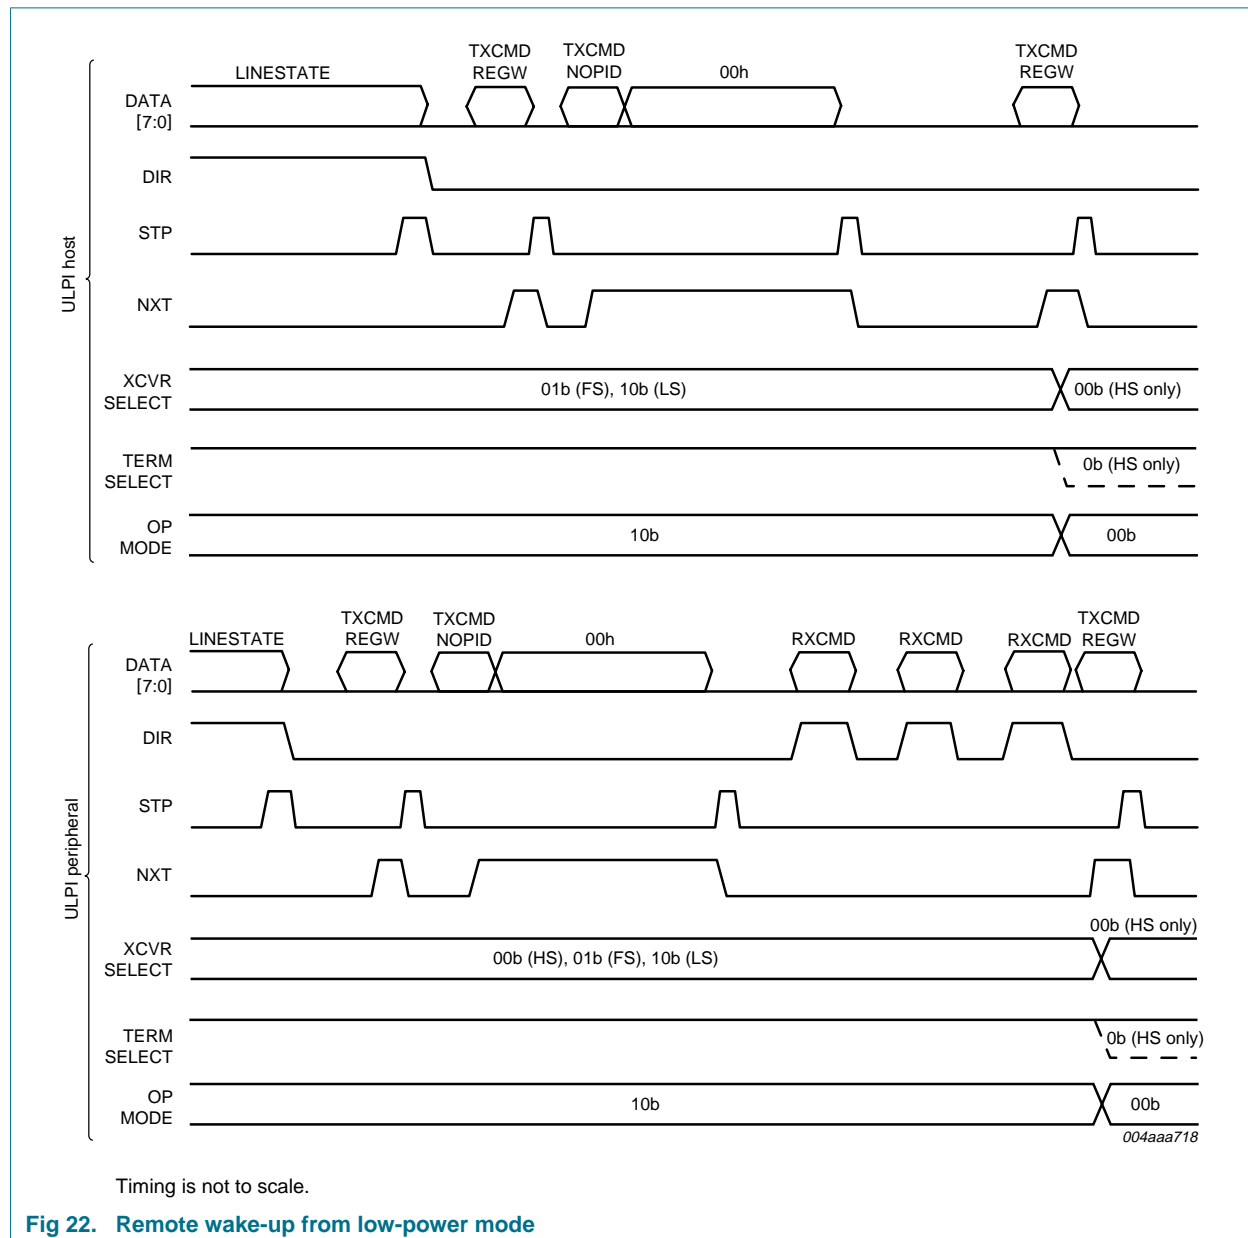 TXCMD TXCMD TXCMD
LINESTATE REGW NOPID 00h REGW
DATA
[7:0]
DIR
STP
ULPI host
NXT
XCVR
SELECT
01b (FS), 10b (LS) 00b (HS only)
TERM
SELECT
0b (HS only)
OP
MODE
10b 00b
TXCMD TXCMD TXCMD
LINESTATE REGW NOPID 00h RXCMD RXCMD RXCMD REGW
DATA
[7:0]
DIR
STP
ULPI peripheral
NXT
00b (HS only)
XCVR
SELECT
00b (HS), 01b (FS), 10b (LS)
TERM
SELECT
0b (HS only)
OP
MODE
10b 00b
004aaa718
Timing is not to scale.
Fig 22. Remote wake-up from low-power mode